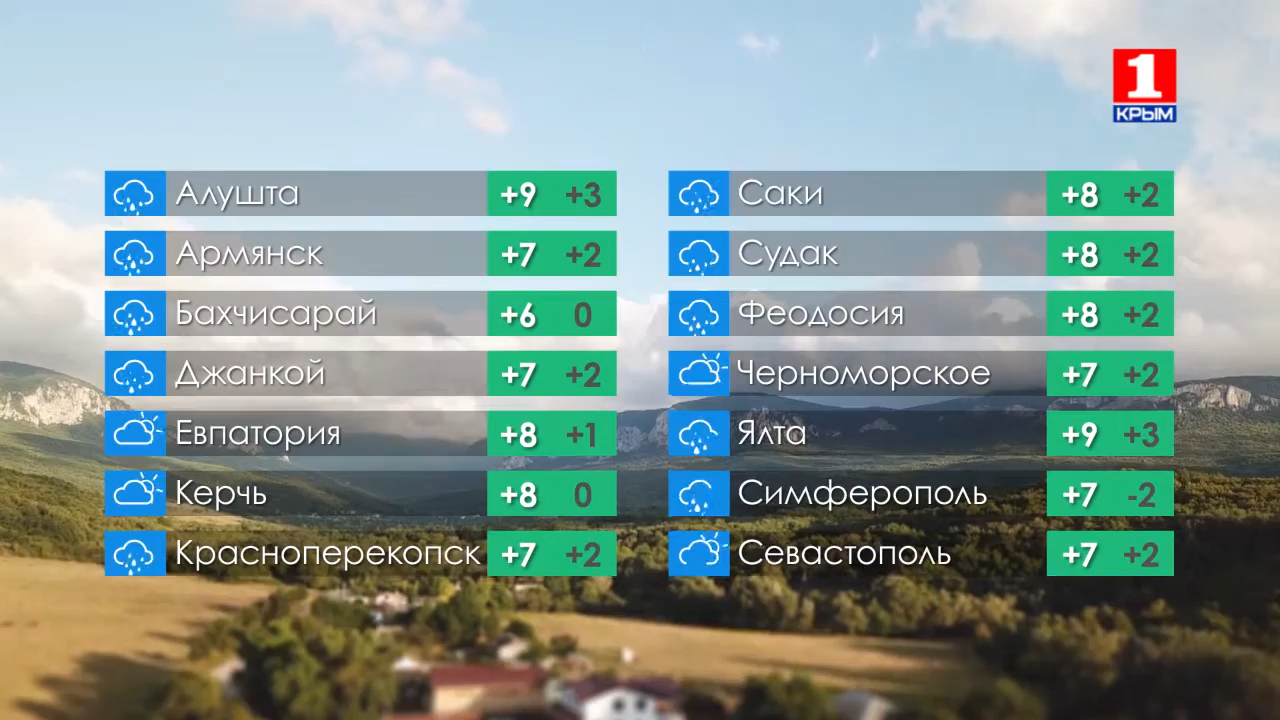 1
КРЫМ
Алушта +9 +3
Армянск +7 +2
Бахчисарай +6 0
Джанкой +7 +2
Евпатория +8 +1
Керчь +8 0
Красноперекопск +7 +2
Саки +8 +2
Судак +8 +2
Феодосия +8 +2
Черноморское +7 +2
Ялта +9 +3
Симферополь +7 -2
Севастополь +7 +2